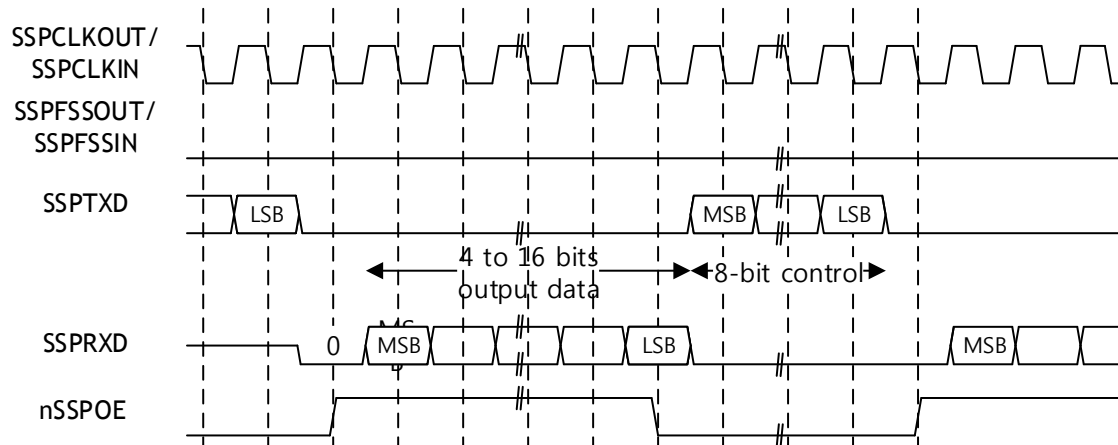 SSPCLKOUT/
SSPCLKIN
SSPFSSOUT/
SSPFSSIN
SSPTXD
LSB
MSB
LSB
4 to 16 bits
output data
8-bit control
SSPRXD
0
MS
B
MSB
LSB
MSB
nSSPOE